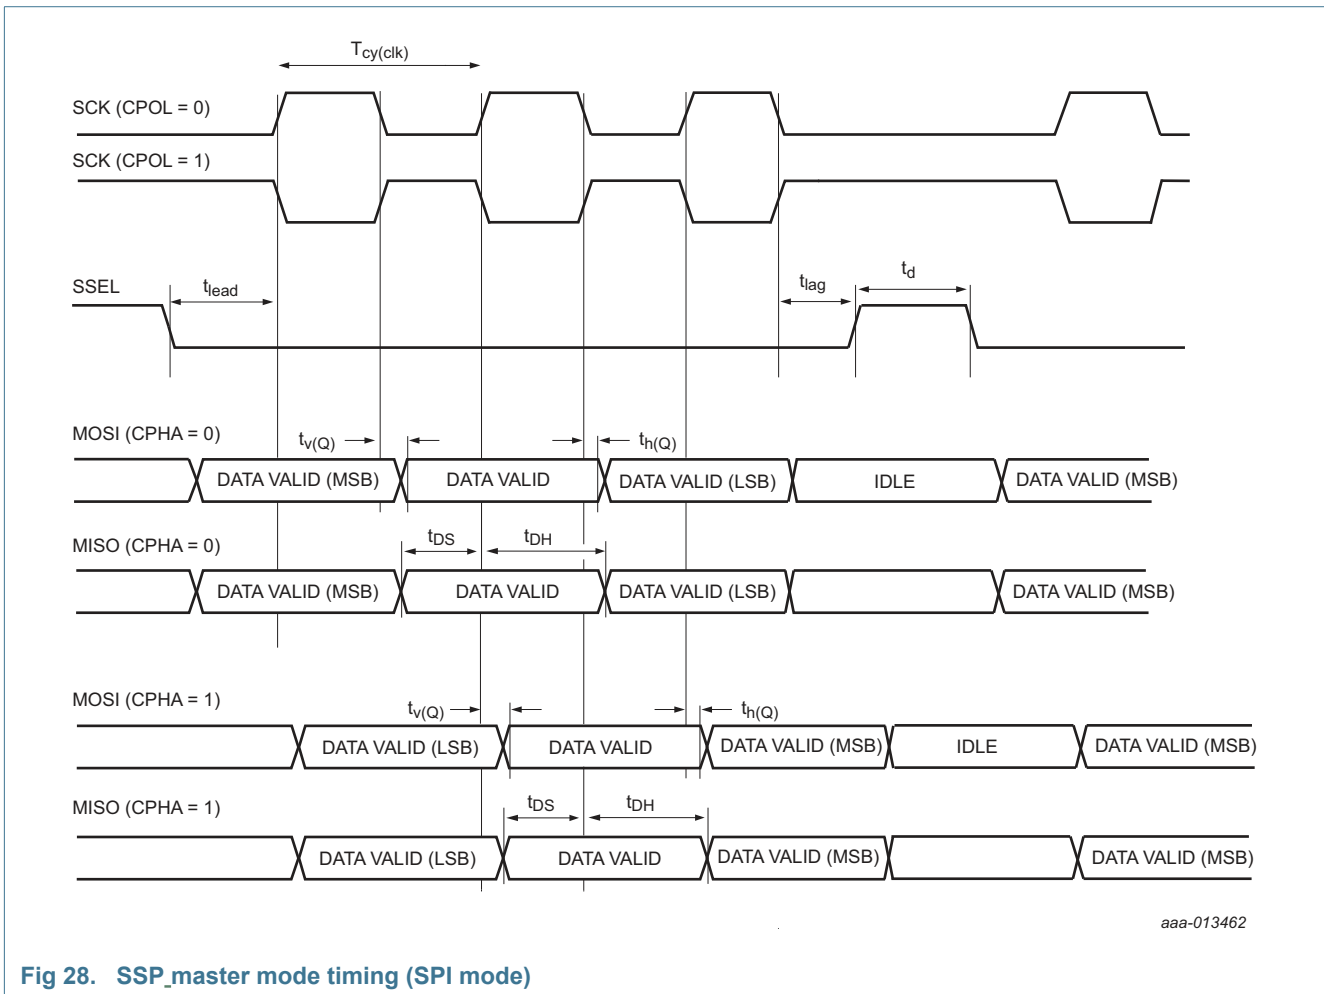 Tcy(clk)
SCK (CPOL = 0)
SCK (CPOL = 1)
SSEL
tlead
tlag
td
MOSI (CPHA = 0)
tv(Q)
th(Q)
DATA VALID (MSB) DATA VALID DATA VALID (LSB) IDLE DATA VALID (MSB)
MISO (CPHA = 0)
tDS
tDH
DATA VALID (MSB) DATA VALID DATA VALID (LSB) DATA VALID (MSB)
MOSI (CPHA = 1)
tv(Q)
th(Q)
DATA VALID (LSB) DATA VALID DATA VALID (MSB) IDLE DATA VALID (MSB)
MISO (CPHA = 1)
tDS
tDH
DATA VALID (LSB) DATA VALID DATA VALID (MSB) DATA VALID (MSB)
aaa-013462
Fig 28. SSP_master mode timing (SPI mode)